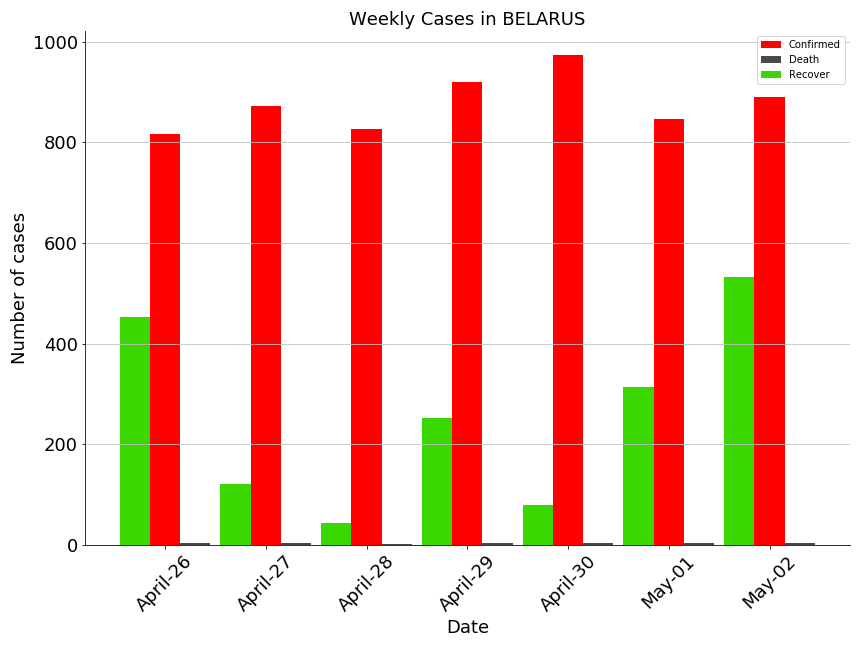 Weekly Cases in BELARUS
Confirmed
Death
Recover
Number of cases
1000
800
600
400
200
0
April-26
April-27
April-28
April-29
April-30
May-01
May-02
Date